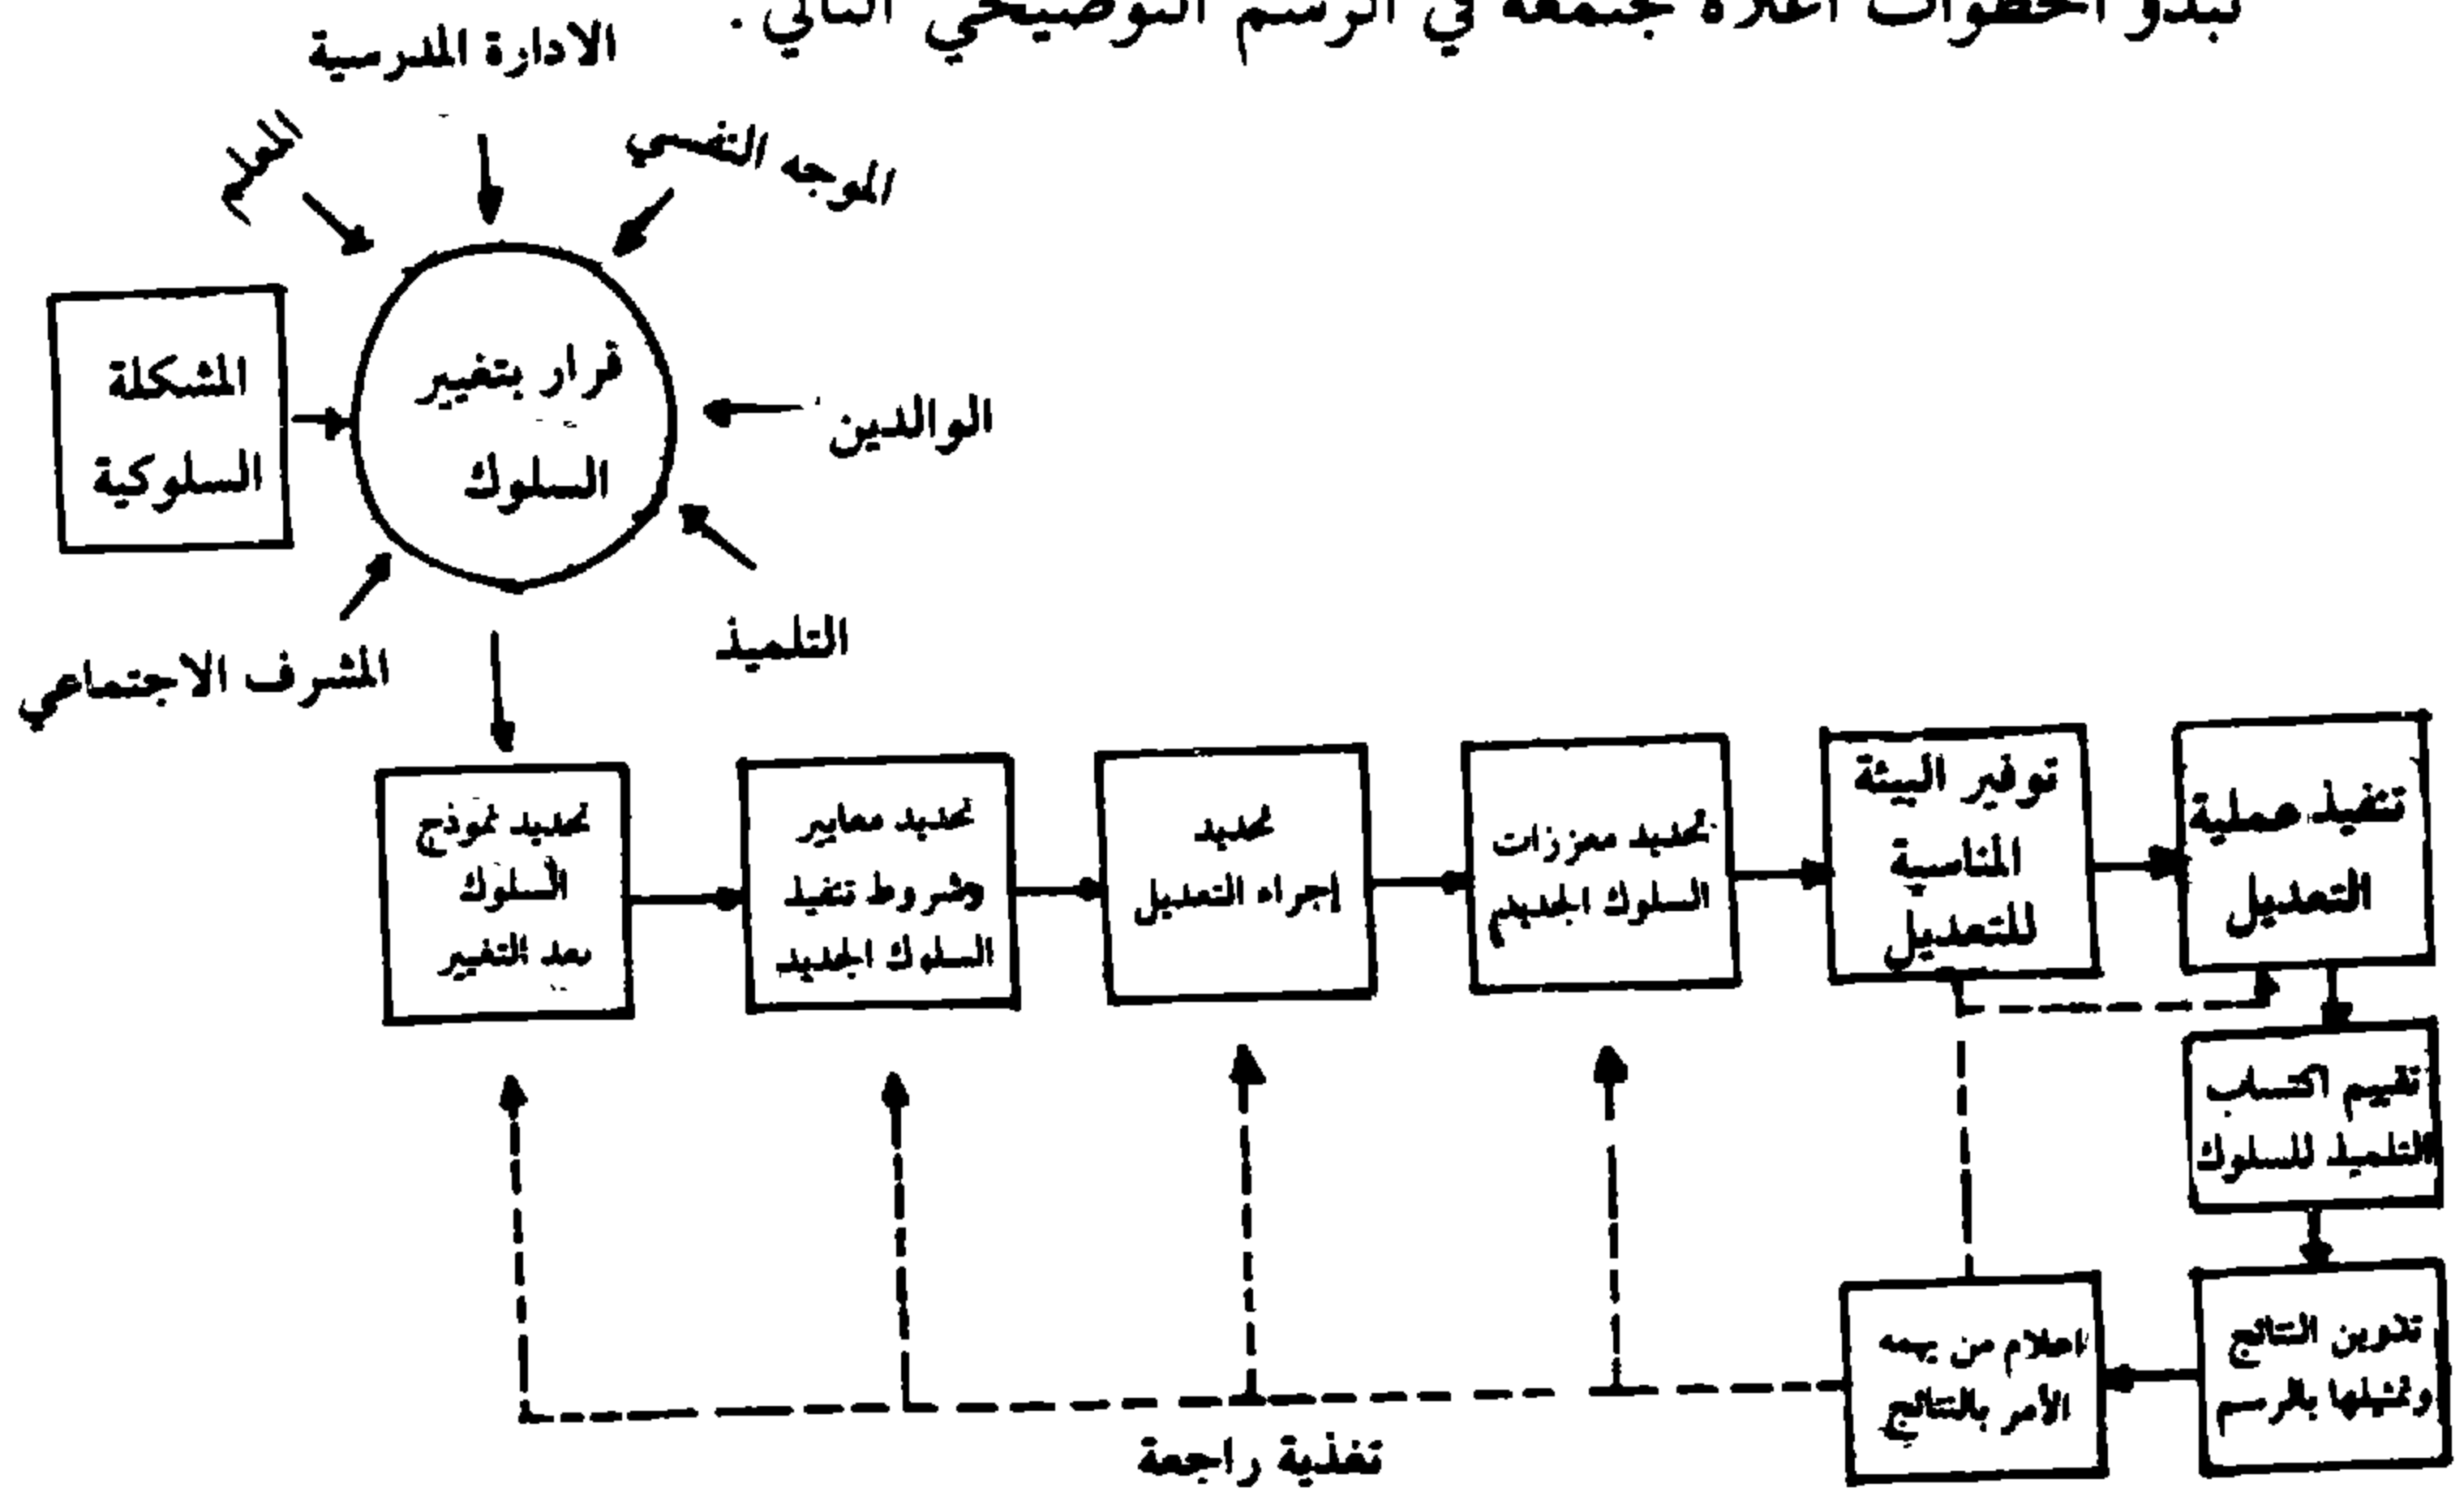 تبدو الخطوات أعلاه مجتمعة في الرسم التوضيحي التالي .
الادارة المدرسية
المعلم
الموجه النفسي
المشكلة
السلوكية
قرار بتغيير
السلوك
الوالدين
التلميذ
المشرف الاجتماعي
تحديد نموذج
السلوك
بعد التغير
تحديد معايير
وشروط تنفيذ
السلوك الجديد
تحديد
إجراء التعديل
تحديد معززات
السلوك الجديد
توفير البيئة
المناسبة
للتعديل
تنفيذ عملية
التعديل
تقييم اكتساب
التلميذ للسلوك
تدوين النتائج
وتمثيلها بالرسم
اعلام من يهمه
الأمر بالنتائج
تغذية راجعة